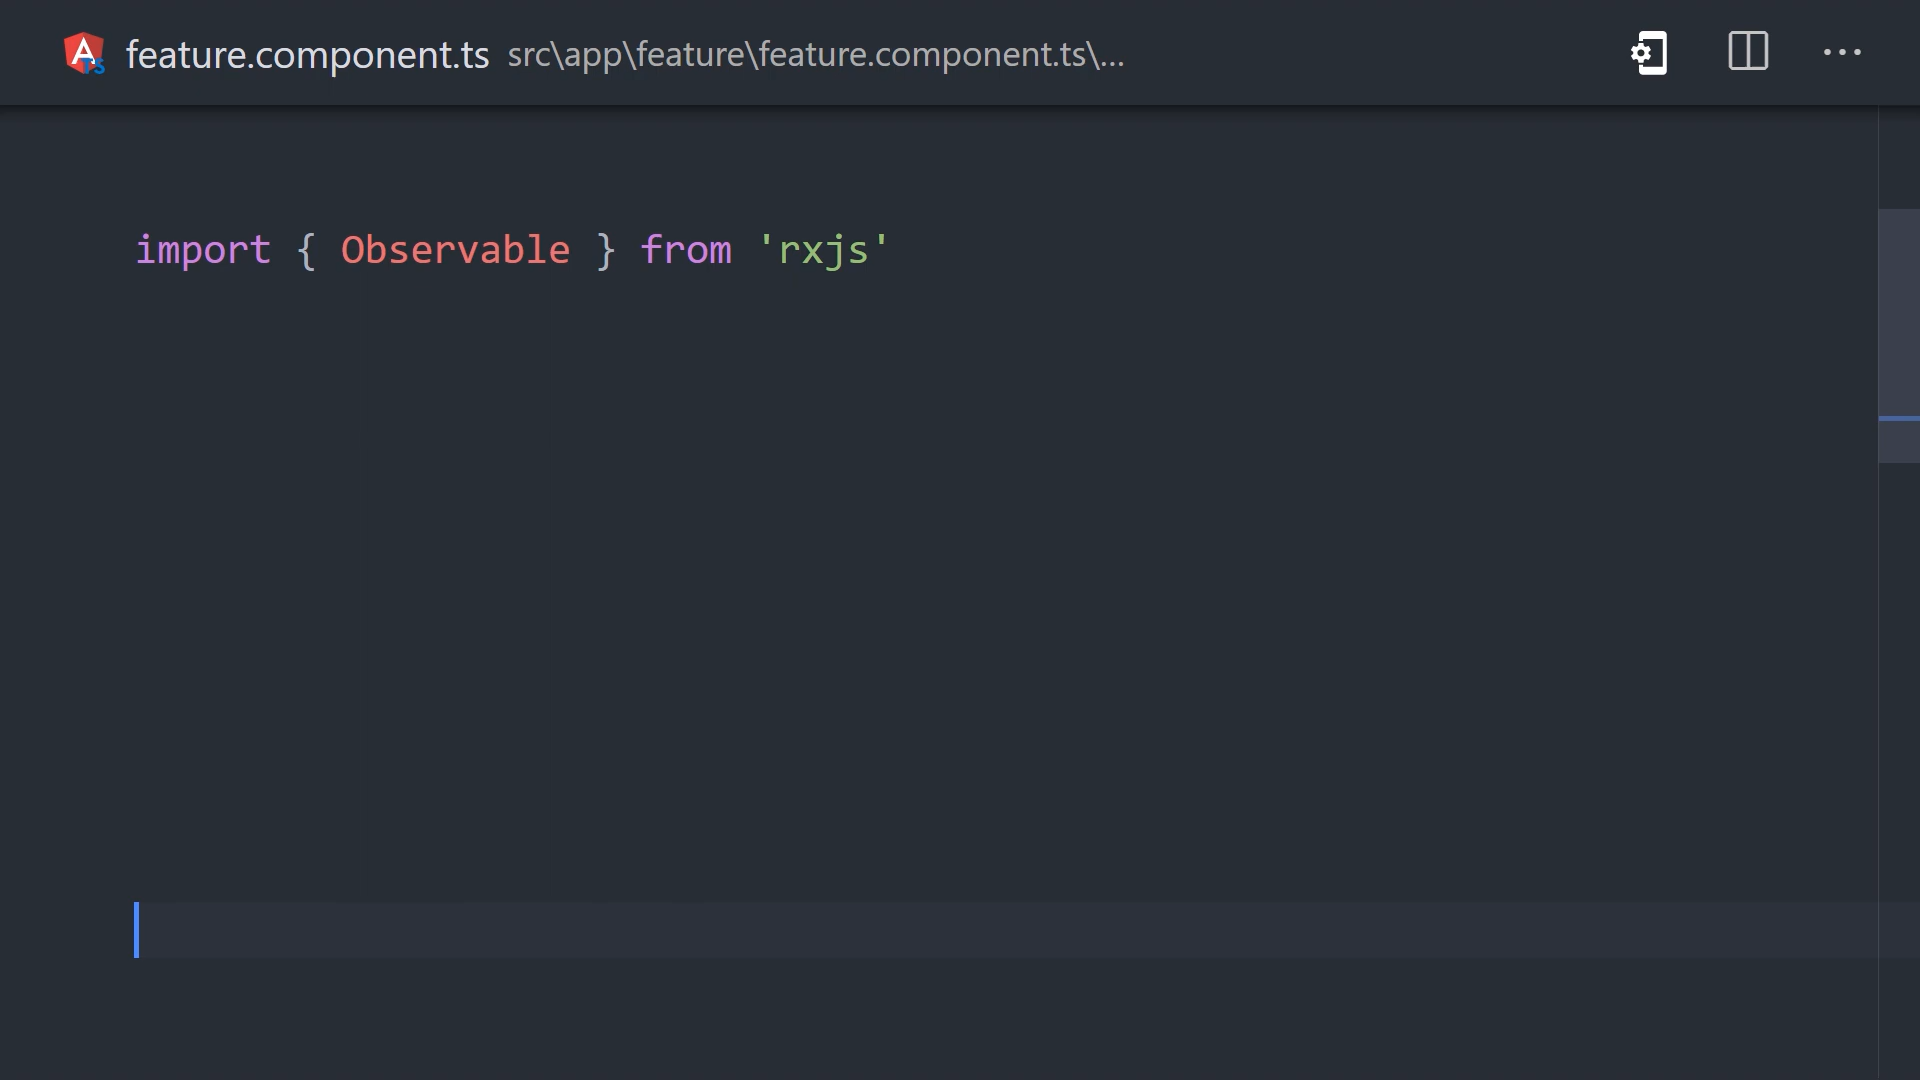 feature.component.ts src\app\feature\feature.component.ts\...
import { Observable } from 'rxjs'